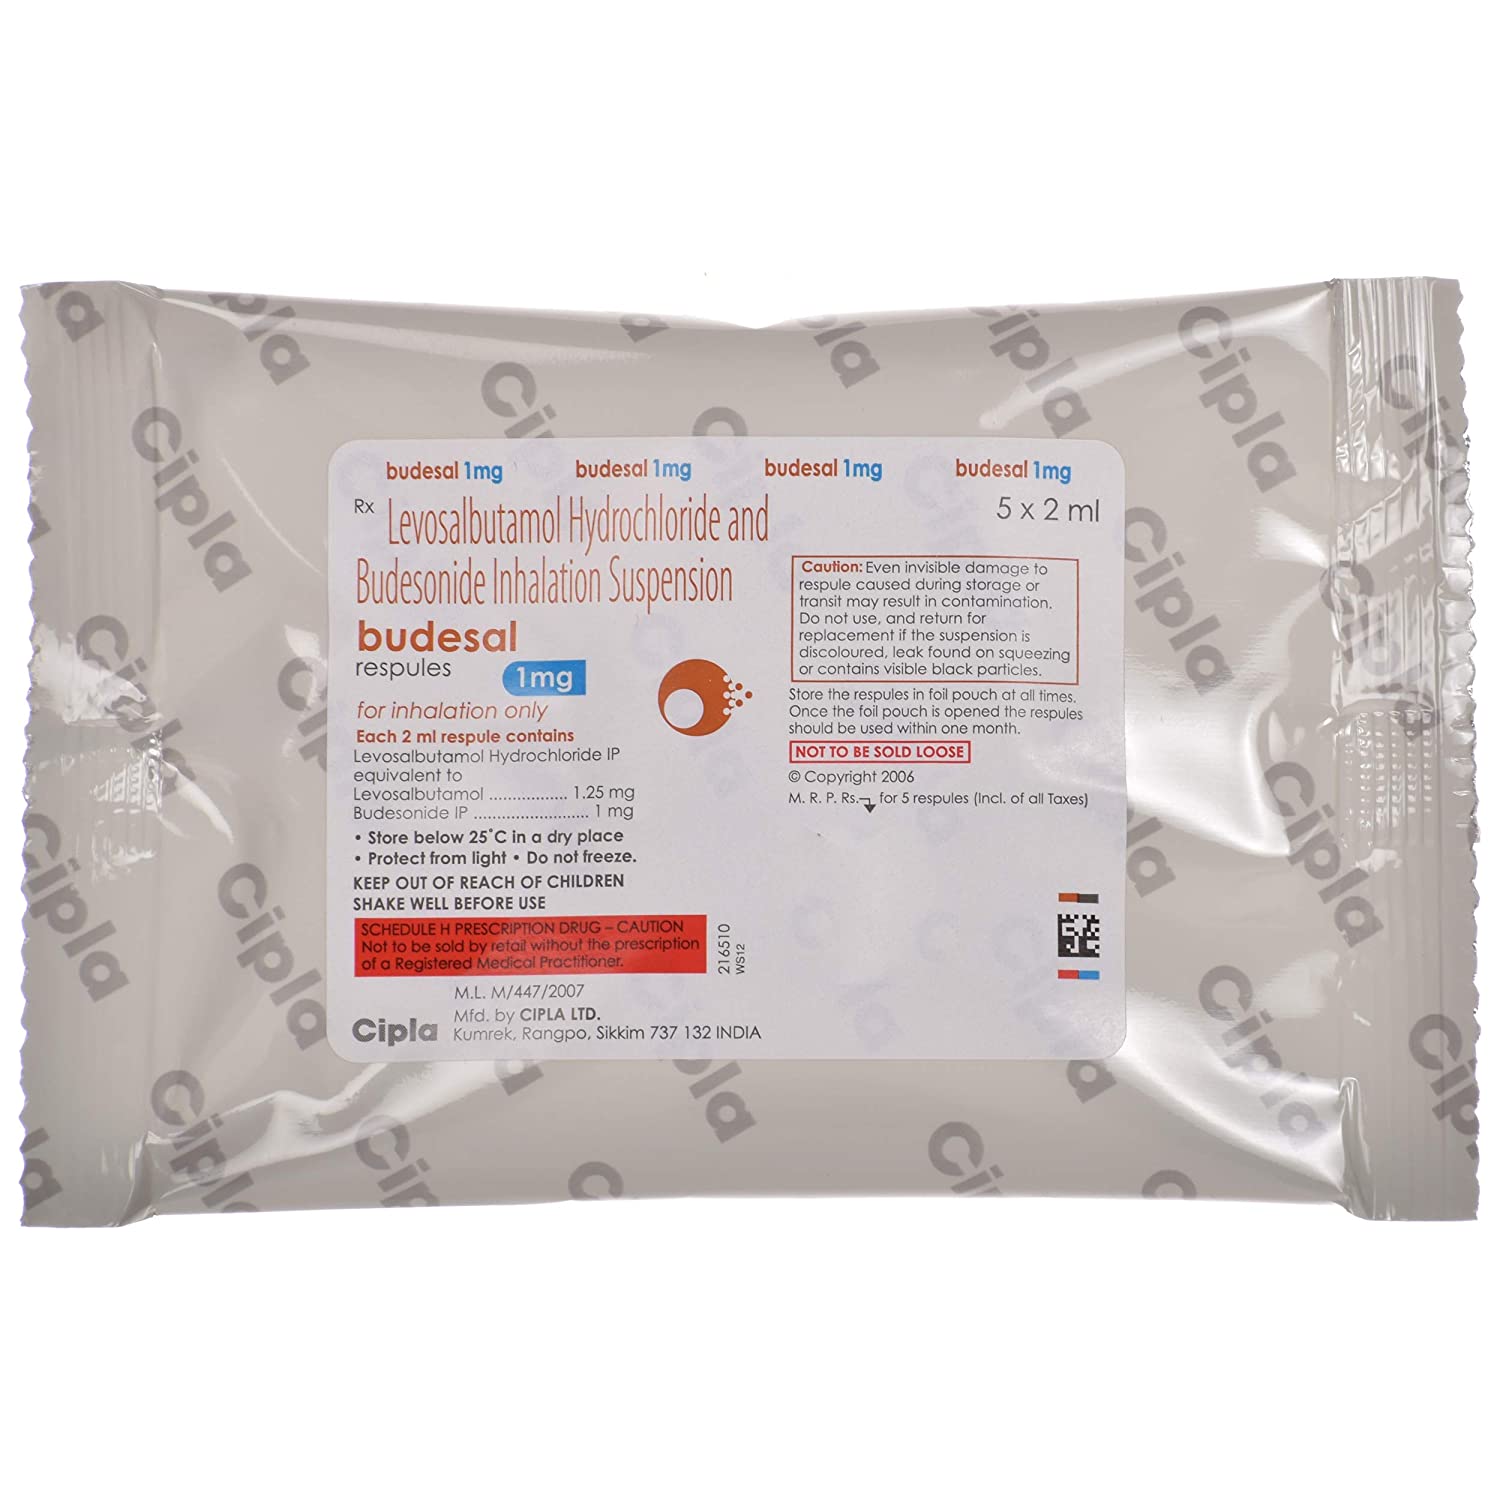 budesal 1mg budesal 1mg budesal 1mg budesal 1mg
Rx Levosalbutamol Hydrochloride and
Budesonide Inhalation Suspension
budesal
respules 1mg
for inhalation only
Each 2 ml respule contains
Levosalbutamol Hydrochloride IP
equivalent to
Levosalbutamol .................. 1.25 mg
Budesonide IP .......................... 1 mg
• Store below 25°C in a dry place
• Protect from light • Do not freeze.
KEEP OUT OF REACH OF CHILDREN
SHAKE WELL BEFORE USE
SCHEDULE H PRESCRIPTION DRUG – CAUTION
Not to be sold by retail without the prescription
of a Registered Medical Practitioner.
M.L. M/447/2007
Mfd. by CIPLA LTD.
Cipla Kumrek, Rangpo, Sikkim 737 132 INDIA
216510
WS12
5 x 2 ml
Caution: Even invisible damage to
respule caused during storage or
transit may result in contamination.
Do not use, and return for
replacement if the suspension is
discoloured, leak found on squeezing
or contains visible black particles.
Store the respules in foil pouch at all times.
Once the foil pouch is opened the respules
should be used within one month.
NOT TO BE SOLD LOOSE
© Copyright 2006
M. R. P. Rs. for 5 respules (Incl. of all Taxes)
Cipla
Cipla
Cipla
Cipla
Cipla
Cipla
Cipla
Cipla
Cipla
Cipla
Cipla
Cipla